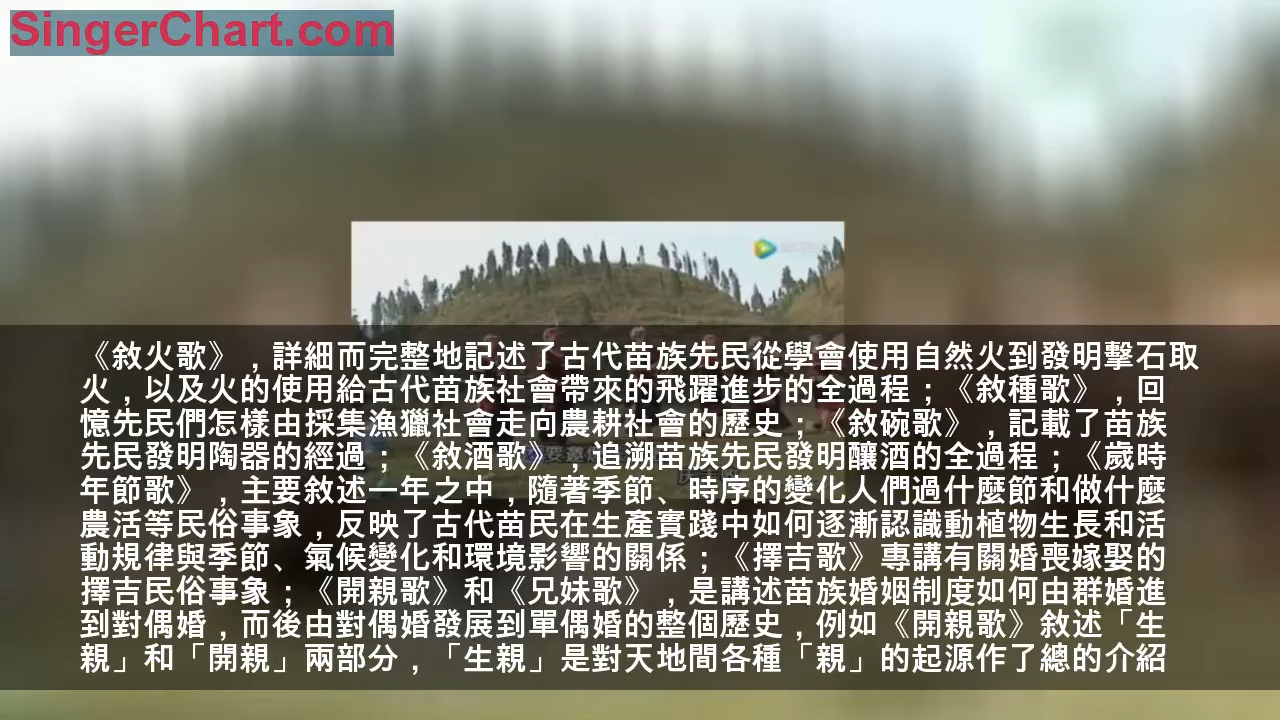 SingerChart.com
《敘火歌》，詳細而完整地記述了古代苗族先民從學會使用自然火到發明擊石取
火，以及火的使用給古代苗族社會帶來的飛躍進步的全過程；《敘種歌》，回
憶先民們怎樣由採集漁獵社會走向農耕社會的歷史；《敘碗歌》，記載了苗族
先民發明陶器的經過；《敘酒歌》，追溯苗族先民發明釀酒的全過程；《歲時
年節歌》，主要敘述一年之中，隨著季節、時序的變化人們過什麼節和做什麼
農活等民俗事象，反映了古代苗民在生產實踐中如何逐漸認識動植物生長和活
動規律與季節、氣候變化和環境影響的關係；《擇吉歌》專講有關婚喪嫁娶的
擇吉民俗事象；《開親歌》和《兄妹歌》，是講述苗族婚姻制度如何由群婚進
到對偶婚，而後由對偶婚發展到單偶婚的整個歷史，例如《開親歌》敘述「生
親」和「開親」兩部分，「生親」是對天地間各種「親」的起源作了總的介紹